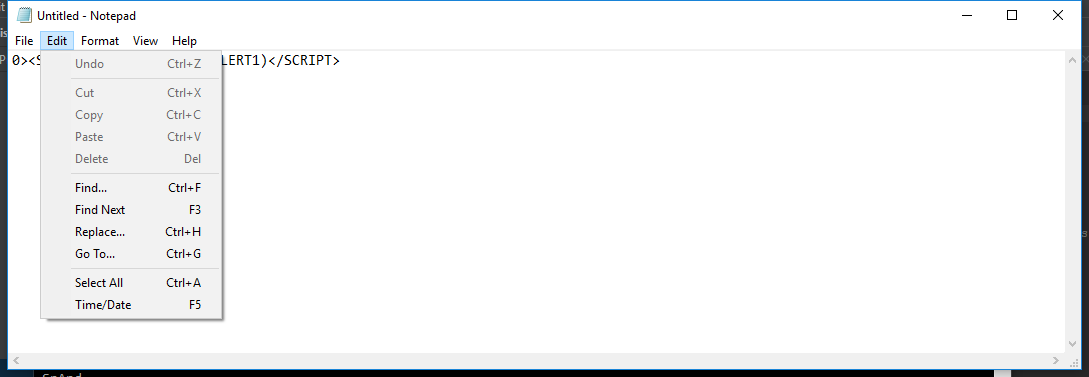 Untitled - Notepad
File Edit Format View Help
0><S LERT1)</SCRIPT>
Undo Ctrl+Z
Cut Ctrl+X
Copy Ctrl+C
Paste Ctrl+V
Delete Del
Find... Ctrl+F
Find Next F3
Replace... Ctrl+H
Go To... Ctrl+G
Select All Ctrl+A
Time/Date F5